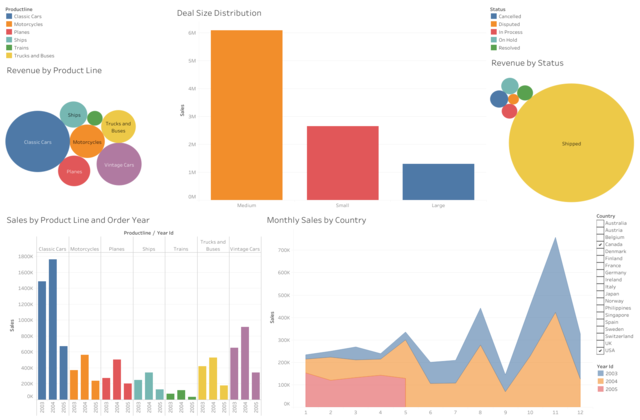 Productline
Classic Cars
Motorcycles
Planes
Ships
Trains
Trucks and Buses
Revenue by Product Line
Classic Cars
Ships
Motorcycles
Trucks and
Buses
Planes
Vintage Cars
Deal Size Distribution
Sales
6M
5M
4M
3M
2M
1M
0M
Medium
Small
Large
Status
Cancelled
Disputed
In Process
On Hold
Resolved
Revenue by Status
Shipped
Sales by Product Line and Order Year
Productline / Year Id
Classic Cars
Motorcycles
Planes
Ships
Trains
Trucks and
Buses
Vintage Cars
Sales
1800K
1600K
1400K
1200K
1000K
800K
600K
400K
200K
0K
2003 2004 2005 2003 2004 2005 2003 2004 2005 2003 2004 2005 2003 2004 2005 2003 2004 2005 2003 2004 2005
Monthly Sales by Country
Sales
700K
600K
500K
400K
300K
200K
100K
0K
1 2 3 4 5 6 7 8 9 10 11 12
Country
Australia
Austria
Belgium
Canada
Denmark
Finland
France
Germany
Ireland
Italy
Japan
Norway
Philippines
Singapore
Spain
Sweden
Switzerland
UK
USA
Year Id
2003
2004
2005